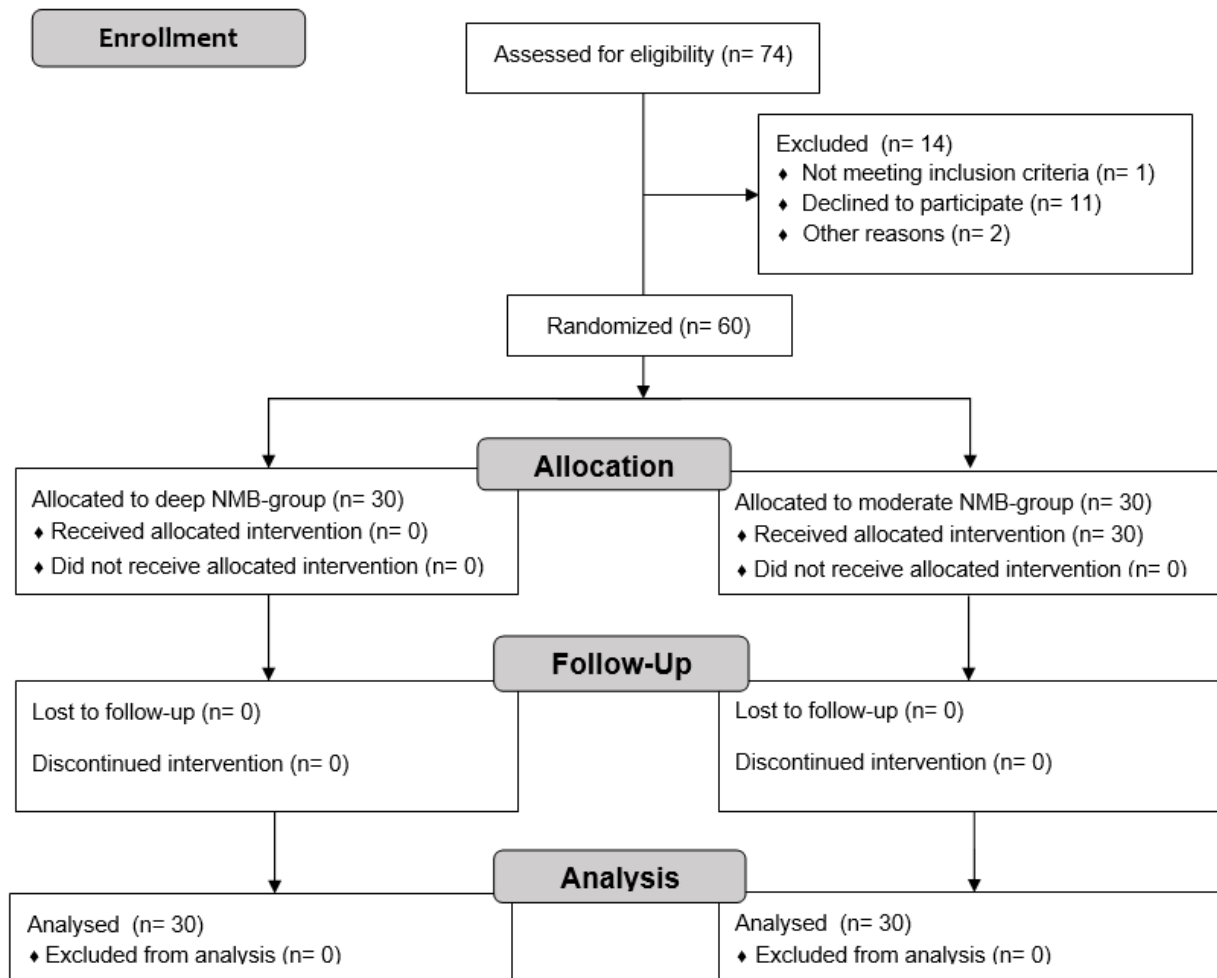 Enrollment
Assessed for eligibility (n= 74)
Excluded (n= 14)
♦ Not meeting inclusion criteria (n= 1)
♦ Declined to participate (n= 11)
♦ Other reasons (n= 2)
Randomized (n= 60)
Allocation
Allocated to deep NMB-group (n= 30)
♦ Received allocated intervention (n= 0)
♦ Did not receive allocated intervention (n= 0)
Allocated to moderate NMB-group (n= 30)
♦ Received allocated intervention (n= 30)
♦ Did not receive allocated intervention (n= 0)
Follow-Up
Lost to follow-up (n= 0)
Discontinued intervention (n= 0)
Lost to follow-up (n= 0)
Discontinued intervention (n= 0)
Analysis
Analysed (n= 30)
♦ Excluded from analysis (n= 0)
Analysed (n= 30)
♦ Excluded from analysis (n= 0)